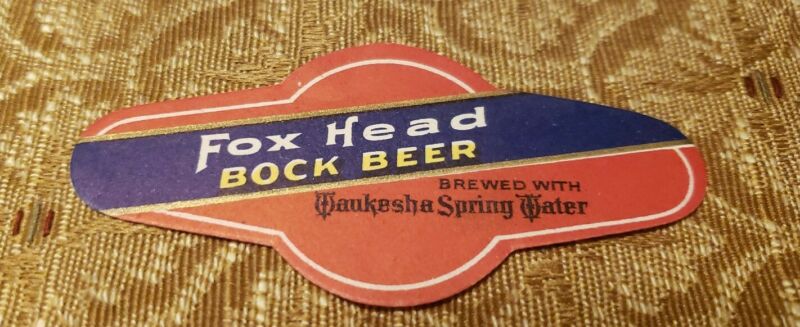 Fox Head
BOCK BEER
BREWED WITH
Waukesha Spring Water